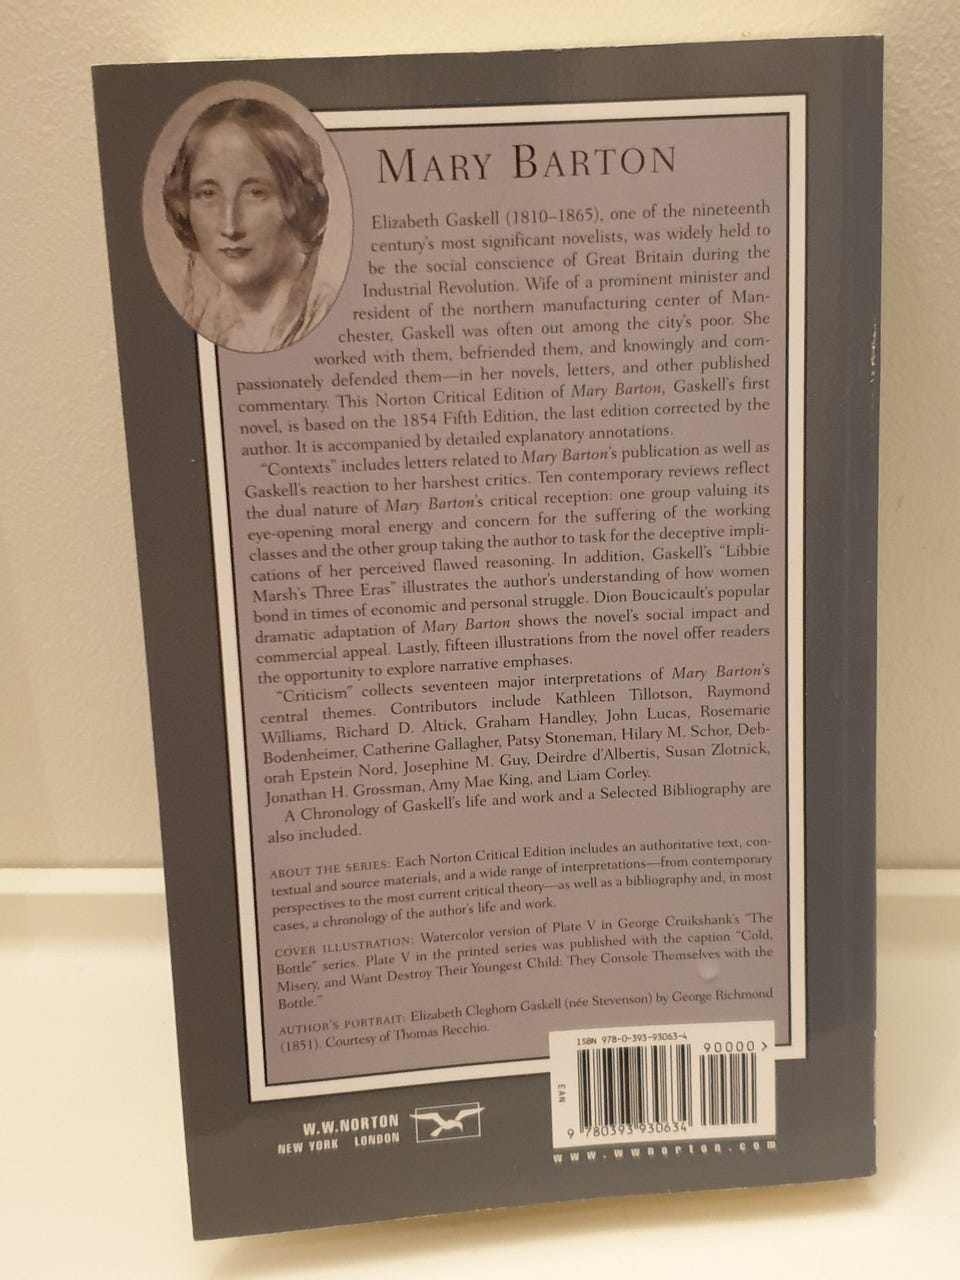 MARY BARTON
Elizabeth Gaskell (1810–1865), one of the nineteenth
century's most significant novelists, was widely held to
be the social conscience of Great Britain during the
Industrial Revolution. Wife of a prominent minister and
resident of the northern manufacturing center of Man-
chester, Gaskell was often out among the city's poor. She
worked with them, befriended them, and knowingly and com-
passionately defended them—in her novels, letters, and other published
commentary. This Norton Critical Edition of Mary Barton, Gaskell's first
novel, is based on the 1854 Fifth Edition, the last edition corrected by the
author. It is accompanied by detailed explanatory annotations.
"Contexts" includes letters related to Mary Barton's publication as well as
Gaskell's reaction to her harshest critics. Ten contemporary reviews reflect
the dual nature of Mary Barton's critical reception: one group valuing its
eye-opening moral energy and concern for the suffering of the working
classes and the other group taking the author to task for the deceptive impli-
cations of her perceived flawed reasoning. In addition, Gaskell's "Libbie
Marsh's Three Eras" illustrates the author's understanding of how women
bond in times of economic and personal struggle. Dion Boucicault's popular
dramatic adaptation of Mary Barton shows the novel's social impact and
commercial appeal. Lastly, fifteen illustrations from the novel offer readers
the opportunity to explore narrative emphases.
"Criticism" collects seventeen major interpretations of Mary Barton's
central themes. Contributors include Kathleen Tillotson, Raymond
Williams, Richard D. Altick, Graham Handley, John Lucas, Rosemarie
Bodenheimer, Catherine Gallagher, Patsy Stoneman, Hilary M. Schor, Deb-
orah Epstein Nord, Josephine M. Guy, Deirdre d'Albertis, Susan Zlotnick,
Jonathan H. Grossman, Amy Mae King, and Liam Corley.
A Chronology of Gaskell's life and work and a Selected Bibliography are
also included.
ABOUT THE SERIES: Each Norton Critical Edition includes an authoritative text, con-
textual and source materials, and a wide range of interpretations—from contemporary
perspectives to the most current critical theory—as well as a bibliography and, in most
cases, a chronology of the author's life and work.
COVER ILLUSTRATION: Watercolor version of Plate V in George Cruikshank's "The
Bottle" series. Plate V in the printed series was published with the caption "Cold,
Misery, and Want Destroy Their Youngest Child: They Console Themselves with the
Bottle."
AUTHOR'S PORTRAIT: Elizabeth Cleghorn Gaskell (née Stevenson) by George Richmond
(1851). Courtesy of Thomas Recchio.
ISBN 978-0-393-93063-4
90000>
EAN
9 780393 930634
W.W.NORTON
NEW YORK LONDON
www.wwnorton.com